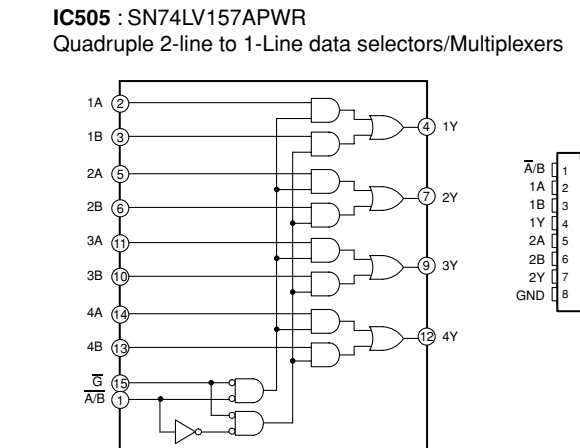 IC505 : SN74LV157APWR
Quadruple 2-line to 1-Line data selectors/Multiplexers
1A 2
1B 3
4 1Y
2A 5
2B 6
7 2Y
3A 11
3B 10
9 3Y
4A 14
4B 13
12 4Y
G̅ 15
A̅/B̅ 1
A̅/B 1
1A 2
1B 3
1Y 4
2A 5
2B 6
2Y 7
GND 8